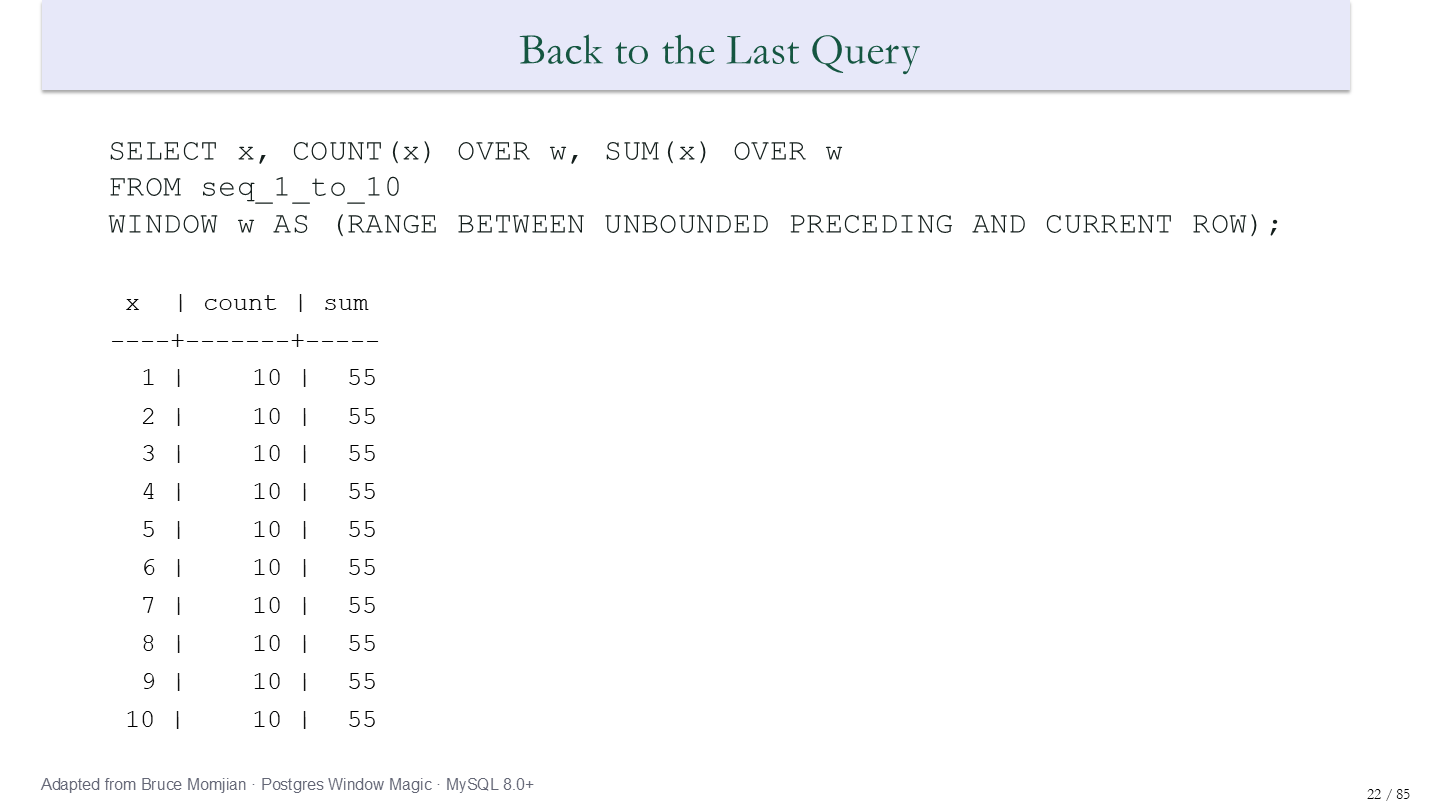 Back to the Last Query
SELECT x, COUNT(x) OVER w, SUM(x) OVER w
FROM seq_1_to_10
WINDOW w AS (RANGE BETWEEN UNBOUNDED PRECEDING AND CURRENT ROW);
 x  | count | sum
----+-------+-----
  1 |    10 |  55
  2 |    10 |  55
  3 |    10 |  55
  4 |    10 |  55
  5 |    10 |  55
  6 |    10 |  55
  7 |    10 |  55
  8 |    10 |  55
  9 |    10 |  55
 10 |    10 |  55
Adapted from Bruce Momjian · Postgres Window Magic · MySQL 8.0+
22 / 85